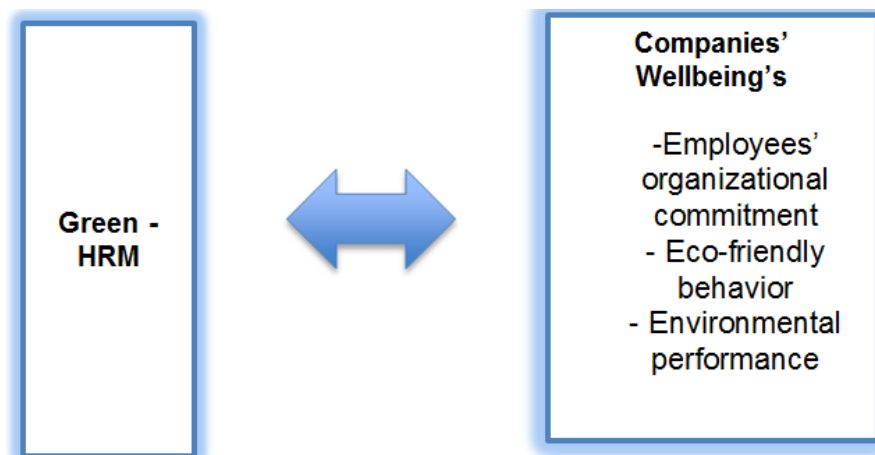 Green -
HRM
Companies’
Wellbeing’s
-Employees’
organizational
commitment
- Eco-friendly
behavior
- Environmental
performance